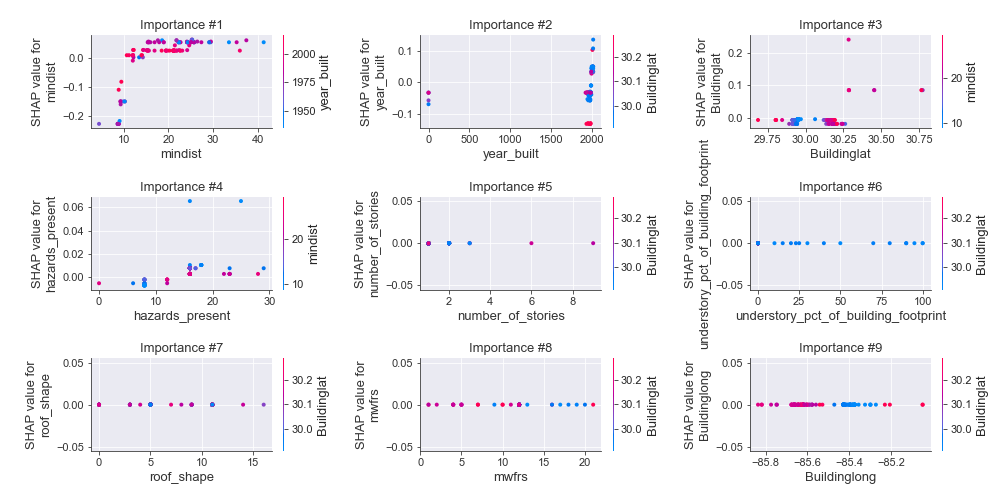 Importance #1
SHAP value for
mindist
0.0
−0.1
−0.2
10
20
30
40
mindist
2000
1975
1950
year_built
Importance #2
SHAP value for
year_built
0.1
0.0
−0.1
0
500
1000
1500
2000
year_built
30.2
30.1
30.0
Buildinglat
Importance #3
SHAP value for
Buildinglat
0.2
0.1
0.0
29.75
30.00
30.25
30.50
30.75
Buildinglat
20
10
mindist
Importance #4
SHAP value for
hazards_present
0.06
0.04
0.02
0.00
0
10
20
30
hazards_present
20
10
mindist
Importance #5
SHAP value for
number_of_stories
0.05
0.00
−0.05
2
4
6
8
number_of_stories
30.2
30.1
30.0
Buildinglat
Importance #6
SHAP value for
understory_pct_of_building_footprint
0.05
0.00
−0.05
0
25
50
75
100
understory_pct_of_building_footprint
30.2
30.1
30.0
Buildinglat
Importance #7
SHAP value for
roof_shape
0.05
0.00
−0.05
0
5
10
15
roof_shape
30.2
30.1
30.0
Buildinglat
Importance #8
SHAP value for
mwfrs
0.05
0.00
−0.05
0
5
10
15
20
mwfrs
30.2
30.1
30.0
Buildinglat
Importance #9
SHAP value for
Buildinglong
0.05
0.00
−0.05
−85.8
−85.6
−85.4
−85.2
Buildinglong
30.2
30.1
30.0
Buildinglat